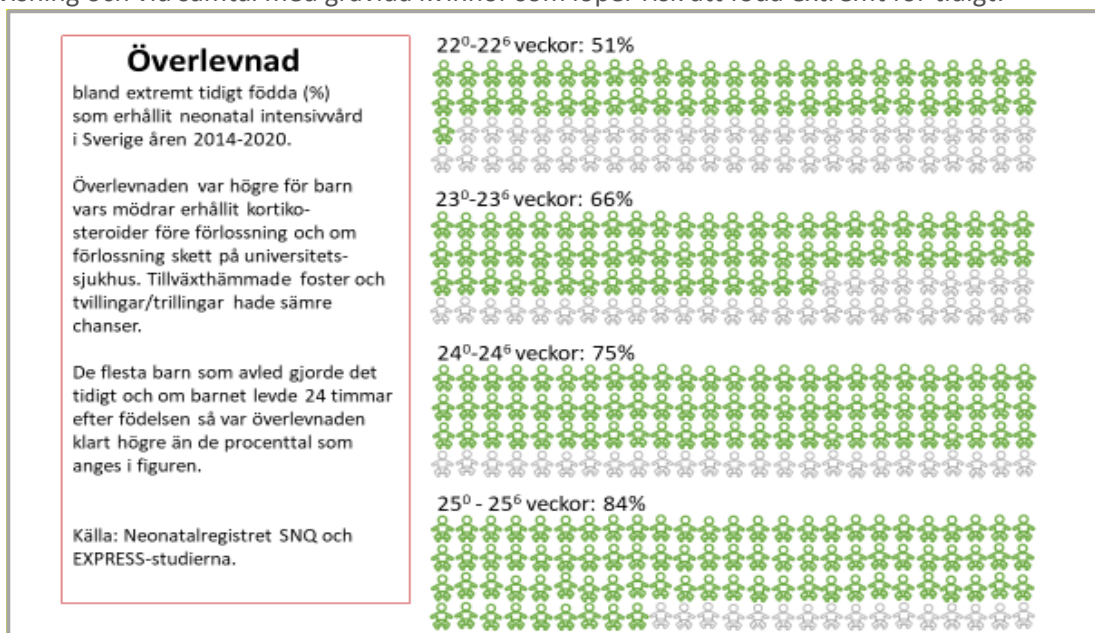 Överlevnad
bland extremt tidigt födda (%)
som erhållit neonatal intensivvård
i Sverige åren 2014-2020.
Överlevnaden var högre för barn
vars mödrar erhållit kortiko-
steroider före förlossning och om
förlossning skett på universitets-
sjukhus. Tillväxthämmade foster och
tvillingar/trillingar hade sämre
chanser.
De flesta barn som avled gjorde det
tidigt och om barnet levde 24 timmar
efter födelsen så var överlevnaden
klart högre än de procenttal som
anges i figuren.
Källa: Neonatalregistret SNQ och
EXPRESS-studierna.
22⁰-22⁶ veckor: 51%
23⁰-23⁶ veckor: 66%
24⁰-24⁶ veckor: 75%
25⁰ - 25⁶ veckor: 84%